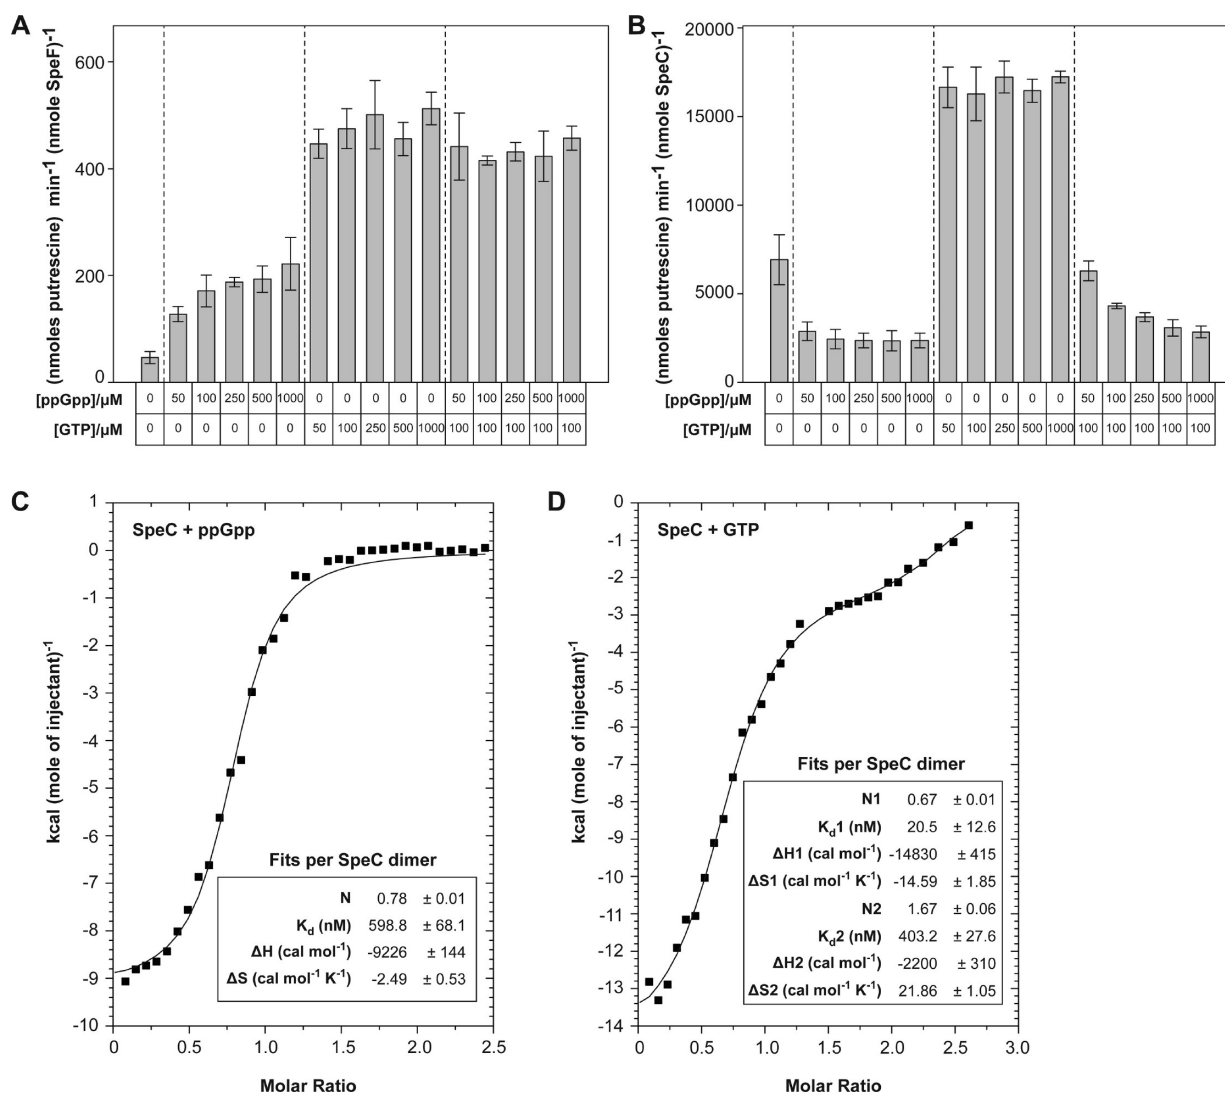 A
(nmoles putrescine) min-1 (nmole SpeF)-1
600
400
200
0
[ppGpp]/µM 0 50 100 250 500 1000 0 0 0 0 0 50 100 250 500 1000
[GTP]/µM 0 0 0 0 0 0 50 100 250 500 1000 100 100 100 100 100
B
(nmoles putrescine) min-1 (nmole SpeC)-1
20000
15000
10000
5000
0
[ppGpp]/µM 0 50 100 250 500 1000 0 0 0 0 0 50 100 250 500 1000
[GTP]/µM 0 0 0 0 0 0 50 100 250 500 1000 100 100 100 100 100
C
SpeC + ppGpp
kcal (mole of injectant)-1
1
0
-1
-2
-3
-4
-5
-6
-7
-8
-9
-10
Fits per SpeC dimer
N 0.78 ± 0.01
Kd (nM) 598.8 ± 68.1
ΔH (cal mol-1) -9226 ± 144
ΔS (cal mol-1 K-1) -2.49 ± 0.53
0 0.5 1.0 1.5 2.0 2.5
Molar Ratio
D
SpeC + GTP
kcal (mole of injectant)-1
0
-1
-2
-3
-4
-5
-6
-7
-8
-9
-10
-11
-12
-13
-14
Fits per SpeC dimer
N1 0.67 ± 0.01
Kd1 (nM) 20.5 ± 12.6
ΔH1 (cal mol-1) -14830 ± 415
ΔS1 (cal mol-1 K-1) -14.59 ± 1.85
N2 1.67 ± 0.06
Kd2 (nM) 403.2 ± 27.6
ΔH2 (cal mol-1) -2200 ± 310
ΔS2 (cal mol-1 K-1) 21.86 ± 1.05
0 0.5 1.0 1.5 2.0 2.5 3.0
Molar Ratio